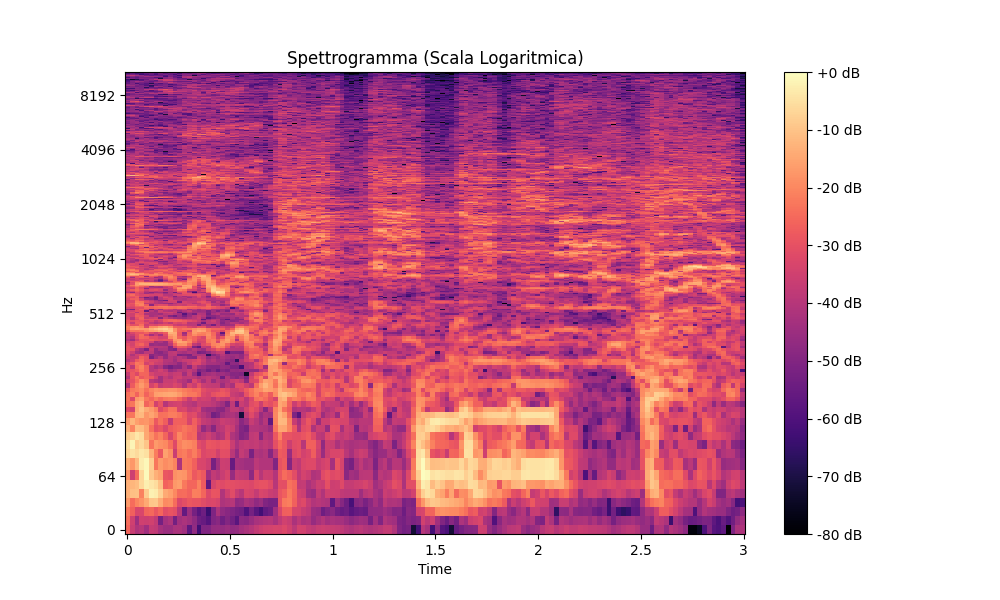 Spettrogramma (Scala Logaritmica)
Hz
8192
4096
2048
1024
512
256
128
64
0
0
0.5
1
1.5
2
2.5
3
Time
+0 dB
-10 dB
-20 dB
-30 dB
-40 dB
-50 dB
-60 dB
-70 dB
-80 dB